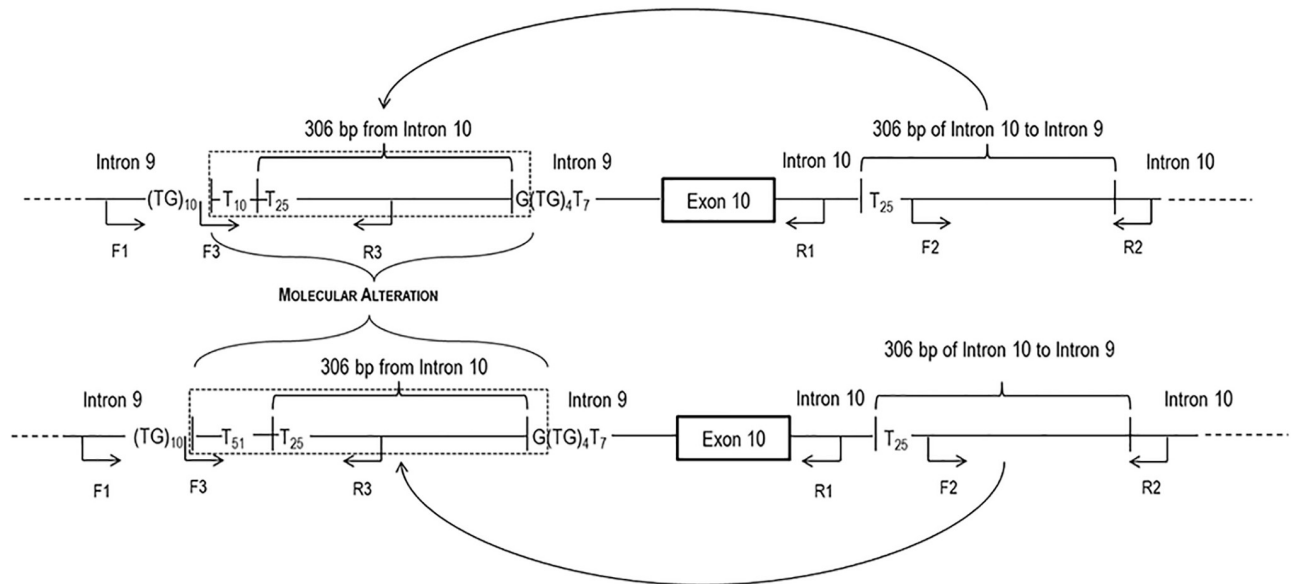 306 bp from Intron 10
306 bp of Intron 10 to Intron 9
Intron 9
Intron 9
Intron 10
Intron 10
(TG)10 T10 T25 G(TG)4T7 Exon 10 T25
F1 F3 R3 R1 F2 R2
MOLECULAR ALTERATION
306 bp from Intron 10
306 bp of Intron 10 to Intron 9
Intron 9
Intron 9
Intron 10
Intron 10
(TG)10 T51 T25 G(TG)4T7 Exon 10 T25
F1 F3 R3 R1 F2 R2